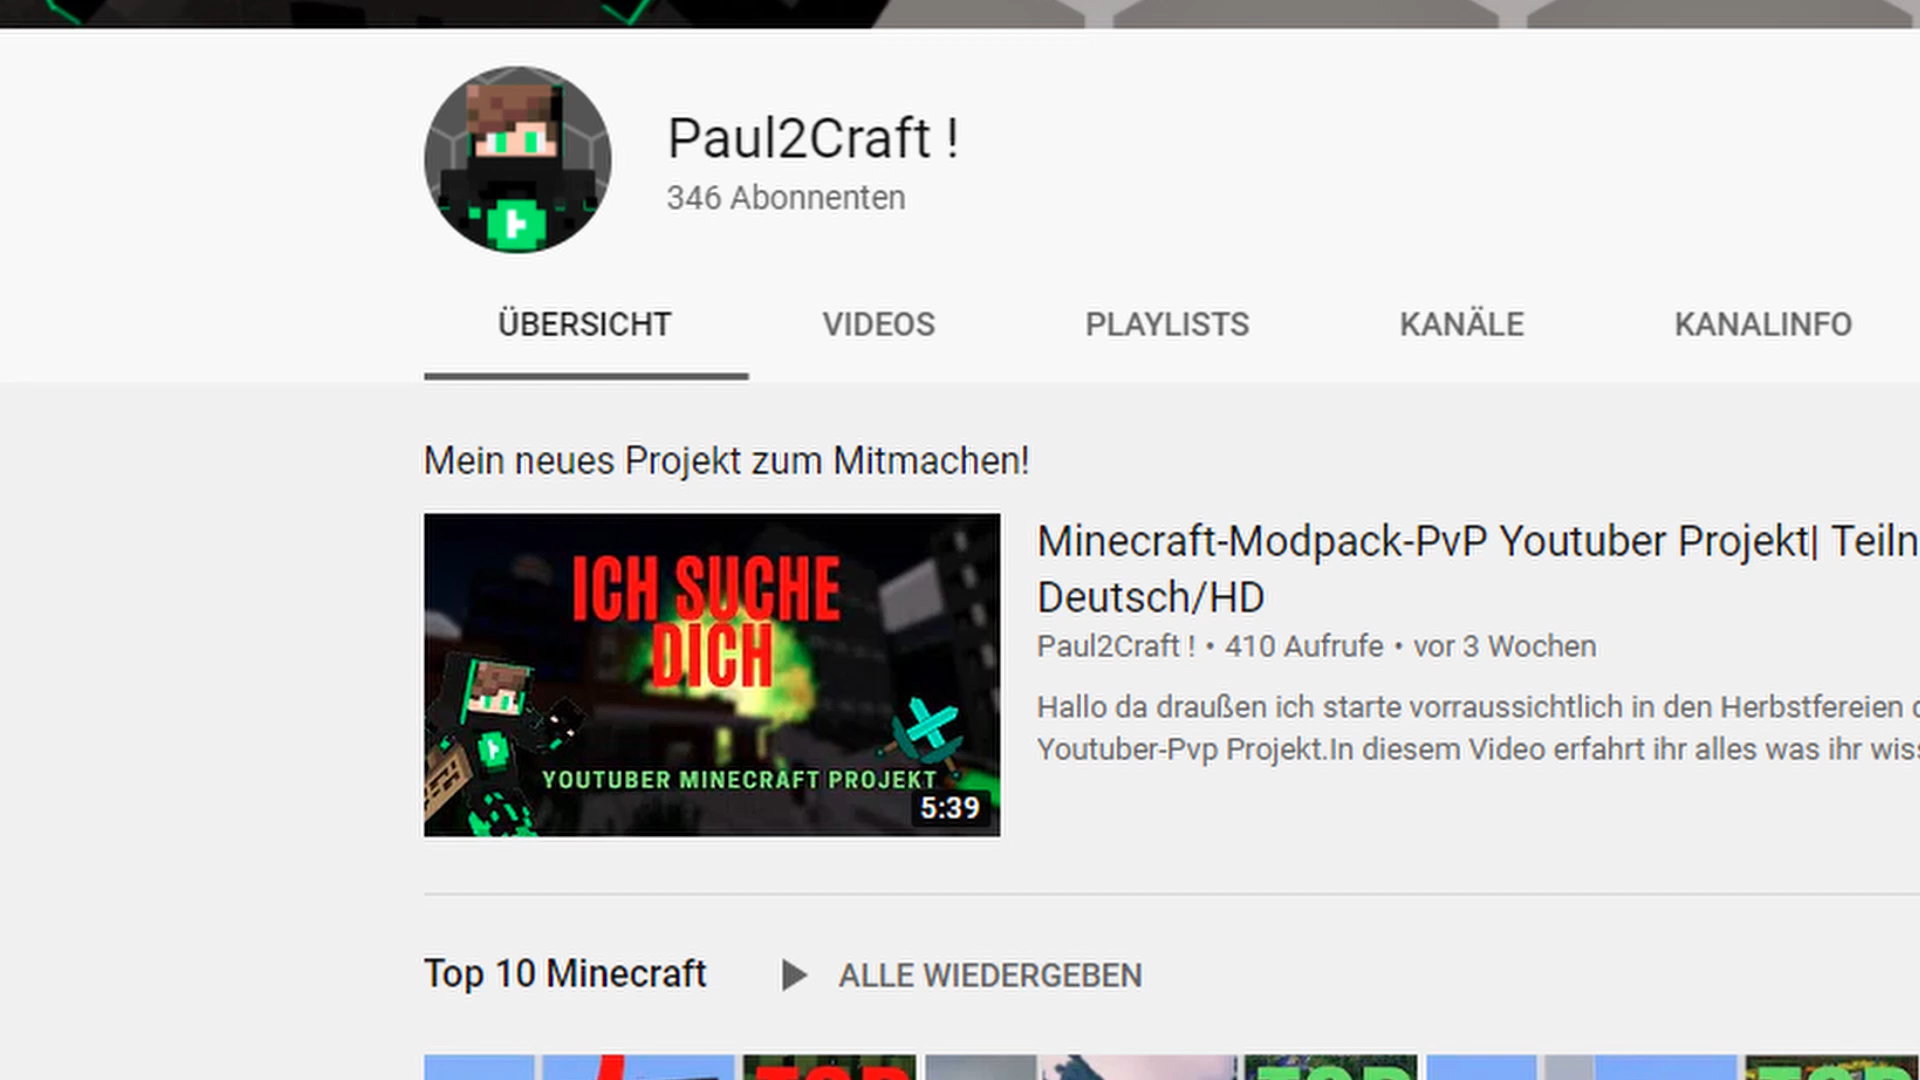 Paul2Craft !
346 Abonnenten
ÜBERSICHT VIDEOS PLAYLISTS KANÄLE KANALINFO
Mein neues Projekt zum Mitmachen!
ICH SUCHE
DICH
YOUTUBER MINECRAFT PROJEKT
5:39
Minecraft-Modpack-PvP Youtuber Projekt|
Deutsch/HD
Paul2Craft ! • 410 Aufrufe • vor 3 Wochen
Hallo da draußen ich starte vorraussichtlich in den Herbstfereien
Youtuber-Pvp Projekt.In diesem Video erfahrt ihr alles was ihr
Top 10 Minecraft ALLE WIEDERGEBEN